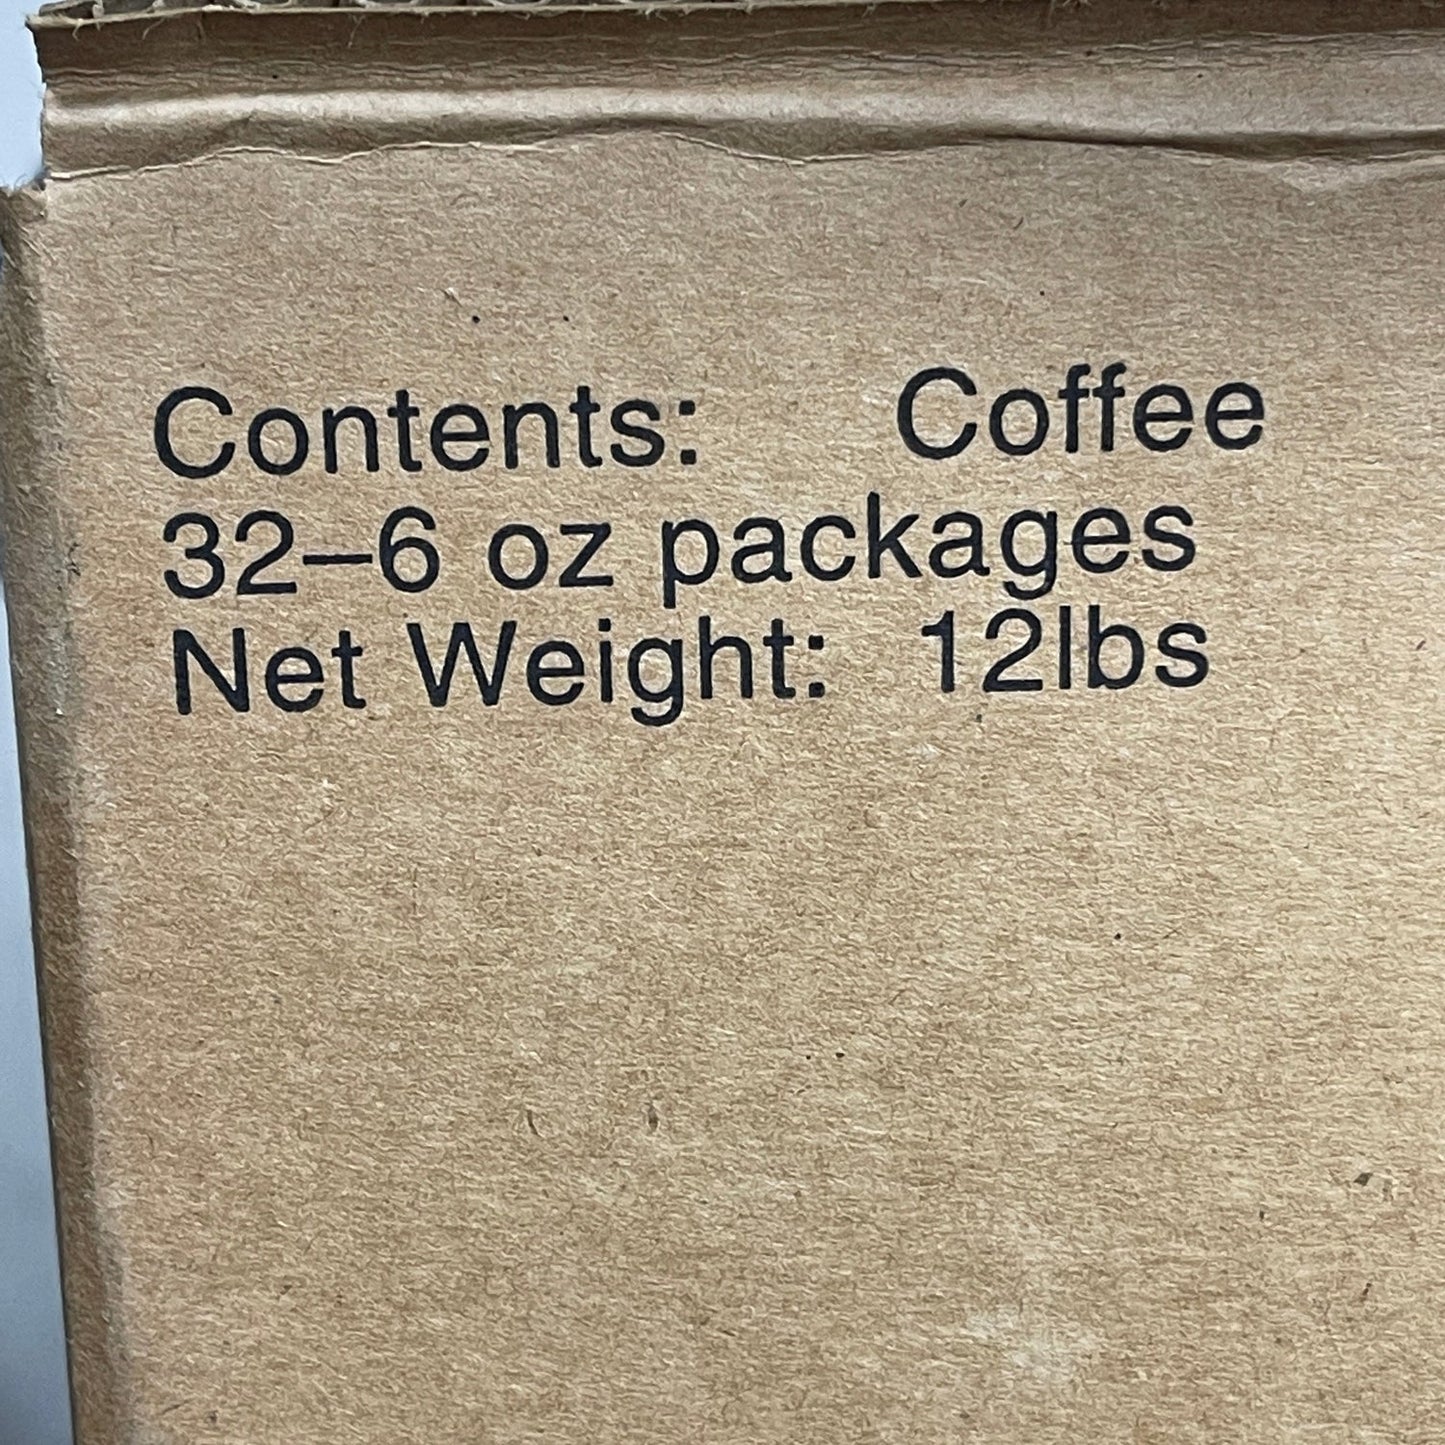 Contents: Coffee
32–6 oz packages
Net Weight: 12lbs